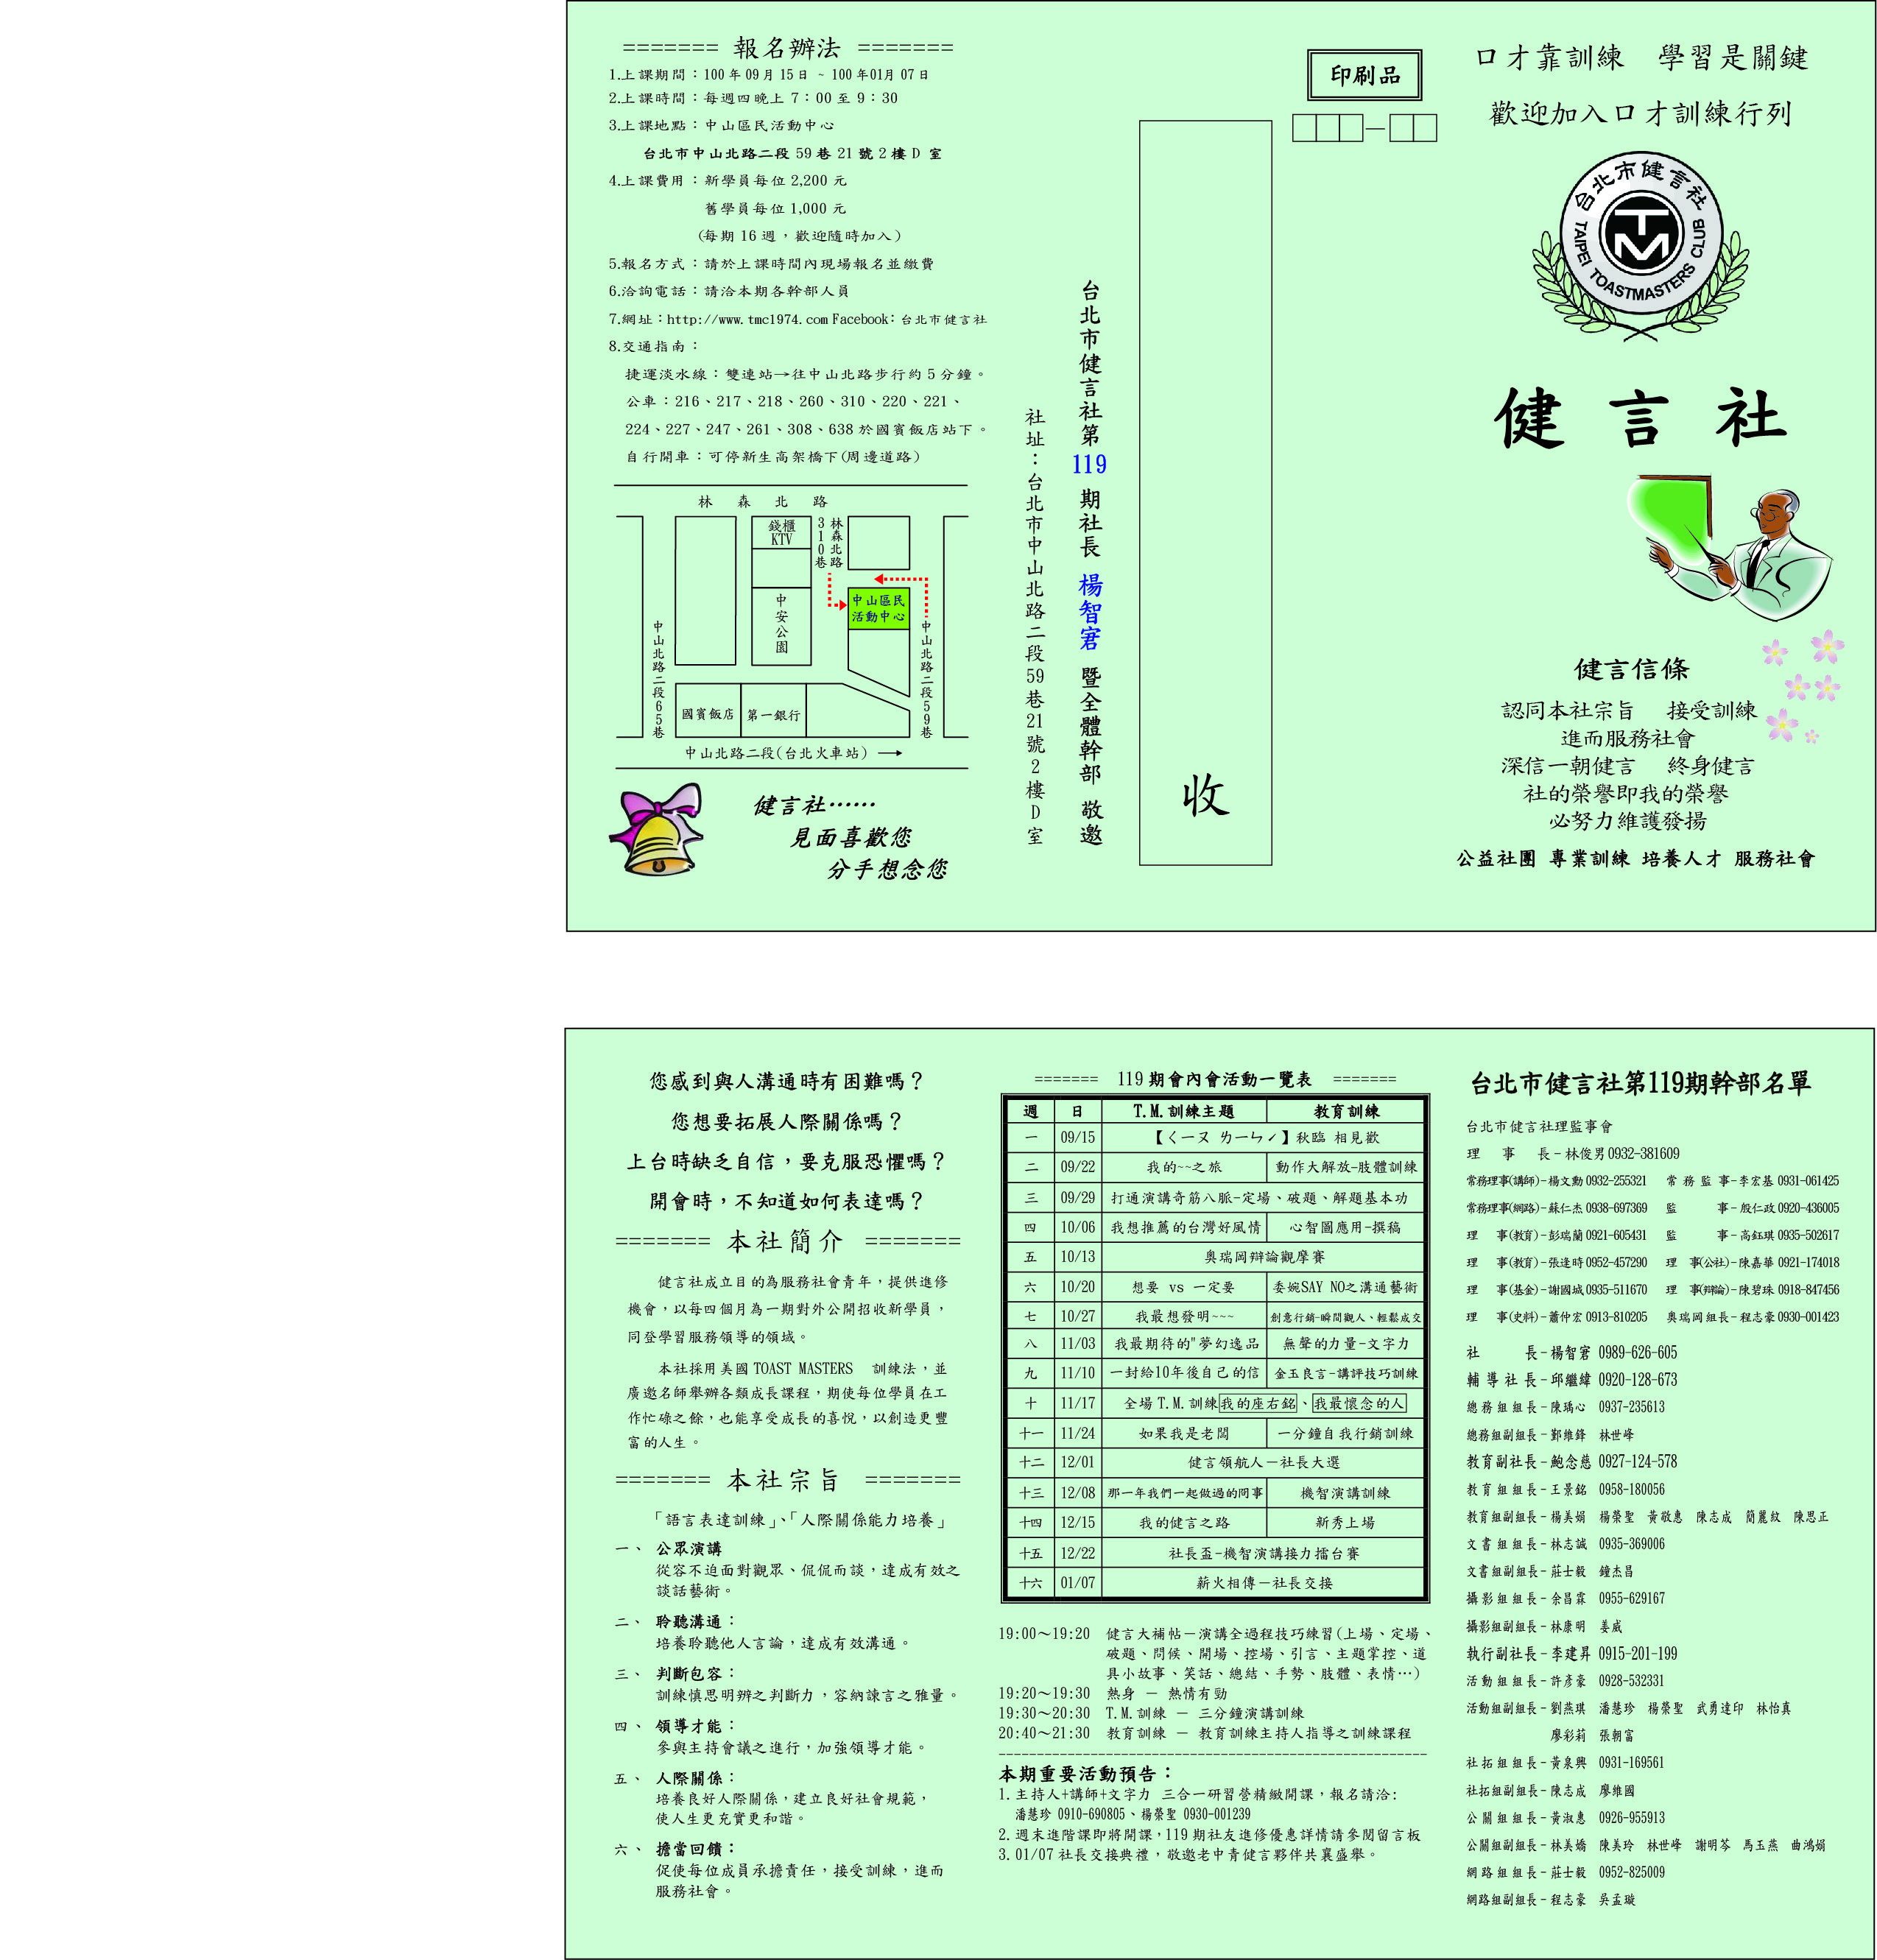 ======= 報名辦法 =======
1.上課期間：100 年 09 月 15 日 ~ 100 年01月 07 日
2.上課時間：每週四晚上 7：00 至 9：30
3.上課地點：中山區民活動中心
台北市中山北路二段 59 巷 21 號 2 樓 D 室
4.上課費用：新學員每位 2,200 元
舊學員每位 1,000 元
(每期 16 週，歡迎隨時加入)
5.報名方式：請於上課時間內現場報名並繳費
6.洽詢電話：請洽本期各幹部人員
7.網址：http://www.tmc1974.com Facebook: 台北市健言社
8.交通指南：
捷運淡水線：雙連站→往中山北路步行約 5 分鐘。
公車：216、217、218、260、310、220、221、
224、227、247、261、308、638 於國賓飯店站下。
自行開車：可停新生高架橋下(周邊道路)
林 森 北 路
錢櫃
KTV
林森北路
310巷
中安公園
中山區民
活動中心
中山北路二段65巷
中山北路二段59巷
國賓飯店
第一銀行
中山北路二段(台北火車站) →
健言社……
見面喜歡您
分手想念您
台北市健言社第 119 期社長 楊智宭 暨全體幹部 敬邀
社址：台北市中山北路二段 59 巷 21 號 2 樓 D 室
收
印刷品
口才靠訓練 學習是關鍵
歡迎加入口才訓練行列
台北市健言社
TM
TAIPEI TOASTMASTERS CLUB
健言社
健言信條
認同本社宗旨 接受訓練
進而服務社會
深信一朝健言 終身健言
社的榮譽即我的榮譽
必努力維護發揚
公益社團 專業訓練 培養人才 服務社會
您感到與人溝通時有困難嗎？
您想要拓展人際關係嗎？
上台時缺乏自信，要克服恐懼嗎？
開會時，不知道如何表達嗎？
======= 本社簡介 =======
健言社成立目的為服務社會青年，提供進修
機會，以每四個月為一期對外公開招收新學員，
同登學習服務領導的領域。
本社採用美國 TOAST MASTERS 訓練法，並
廣邀名師舉辦各類成長課程，期使每位學員在工
作忙碌之餘，也能享受成長的喜悅，以創造更豐
富的人生。
======= 本社宗旨 =======
「語言表達訓練」、「人際關係能力培養」
一、 公眾演講
從容不迫面對觀眾、侃侃而談，達成有效之
談話藝術。
二、 聆聽溝通：
培養聆聽他人言論，達成有效溝通。
三、 判斷包容：
訓練慎思明辨之判斷力，容納諫言之雅量。
四、 領導才能：
參與主持會議之進行，加強領導才能。
五、 人際關係：
培養良好人際關係，建立良好社會規範，
使人生更充實更和諧。
六、 擔當回饋：
促使每位成員承擔責任，接受訓練，進而
服務社會。
======= 119 期會內會活動一覽表 =======
週 日 T.M.訓練主題 教育訓練
一 09/15 【ㄑㄧㄡ ㄌㄧㄣˊ】秋臨 相見歡
二 09/22 我的~~之旅 動作大解放-肢體訓練
三 09/29 打通演講奇筋八脈-定場、破題、解題基本功
四 10/06 我想推薦的台灣好風情 心智圖應用-撰稿
五 10/13 奧瑞岡辯論觀摩賽
六 10/20 想要 vs 一定要 委婉SAY NO之溝通藝術
七 10/27 我最想發明~~~ 創意行銷-瞬間觀人、輕鬆成交
八 11/03 我最期待的"夢幻逸品 無聲的力量-文字力
九 11/10 一封給10年後自己的信 金玉良言-講評技巧訓練
十 11/17 全場 T.M.訓練我的座右銘、我最懷念的人
十一 11/24 如果我是老闆 一分鐘自我行銷訓練
十二 12/01 健言領航人－社長大選
十三 12/08 那一年我們一起做過的冏事 機智演講訓練
十四 12/15 我的健言之路 新秀上場
十五 12/22 社長盃-機智演講接力擂台賽
十六 01/07 薪火相傳－社長交接
19:00～19:20 健言大補帖－演講全過程技巧練習(上場、定場、
破題、問候、開場、控場、引言、主題掌控、道
具小故事、笑話、總結、手勢、肢體、表情…)
19:20～19:30 熱身 － 熱情有勁
19:30～20:30 T.M.訓練 － 三分鐘演講訓練
20:40～21:30 教育訓練 － 教育訓練主持人指導之訓練課程
本期重要活動預告：
1.主持人+講師+文字力 三合一研習營精緻開課，報名請洽:
潘慧珍 0910-690805、楊榮聖 0930-001239
2.週末進階課即將開課，119 期社友進修優惠詳情請參閱留言板
3.01/07 社長交接典禮，敬邀老中青健言夥伴共襄盛舉。
台北市健言社第119期幹部名單
台北市健言社理監事會
理 事 長-林俊男0932-381609
常務理事(講師)-楊文勳 0932-255321 常 務 監 事-李宏基 0931-061425
常務理事(網路)-蘇仁杰 0938-697369 監 事-殷仁政 0920-436005
理 事(教育)-彭瑞蘭 0921-605431 監 事-高鈺琪 0935-502617
理 事(教育)-張逢時 0952-457290 理 事(公社)-陳嘉華 0921-174018
理 事(基金)-謝國城 0935-511670 理 事(辯論)-陳碧珠 0918-847456
理 事(史料)-蕭仲宏 0913-810205 奧瑞岡組長-程志豪 0930-001423
社 長-楊智宭 0989-626-605
輔 導 社 長-邱繼緯 0920-128-673
總 務 組 組 長-陳瑀心 0937-235613
總務組副組長-鄞維鋒 林世峰
教育副社長-鮑念慈 0927-124-578
教 育 組 組 長-王景銘 0958-180056
教育組副組長-楊美娟 楊榮聖 黃敬惠 陳志成 簡麗紋 陳思正
文 書 組 組 長-林志誠 0935-369006
文書組副組長-莊士毅 鐘杰昌
攝 影 組 組 長-余昌霖 0955-629167
攝影組副組長-林康明 姜威
執行副社長-李建昇 0915-201-199
活 動 組 組 長-許彥豪 0928-532331
活動組副組長-劉燕琪 潘慧珍 楊榮聖 武勇達印 林怡真
廖彩莉 張朝富
社 拓 組 組 長-黃泉興 0931-169561
社拓組副組長-陳志成 廖維國
公 關 組 組 長-黃淑惠 0926-955913
公關組副組長-林美嬌 陳美玲 林世峰 謝明芩 馬玉燕 曲鴻娟
網 路 組 組 長-莊士毅 0952-825009
網路組副組長-程志豪 吳孟璇